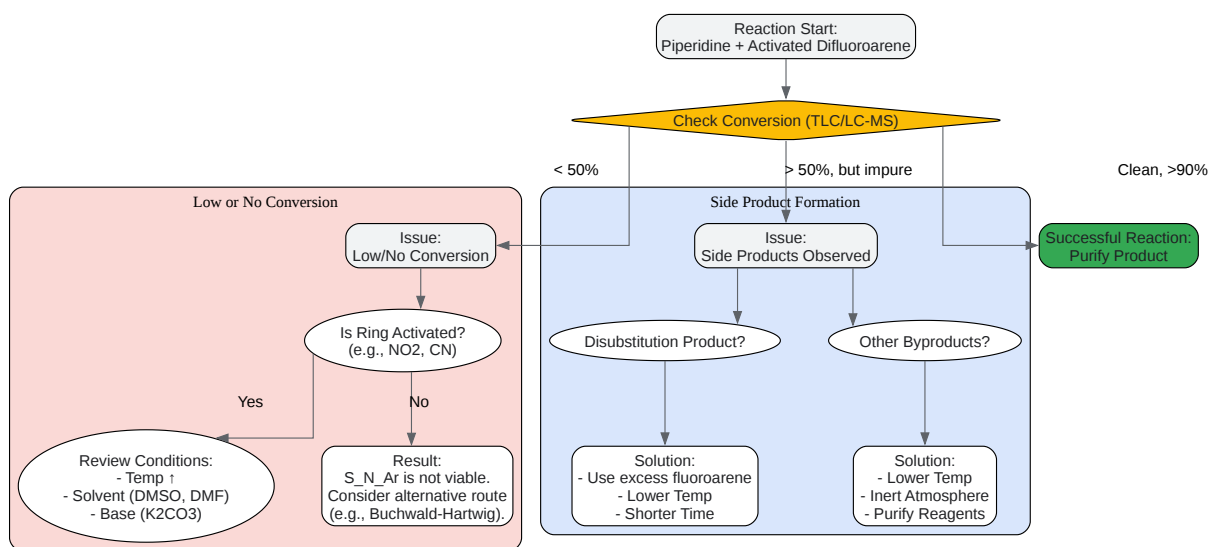 Reaction Start:
Piperidine + Activated Difluoroarene
Check Conversion (TLC/LC-MS)
< 50%
> 50%, but impure
Clean, >90%
Low or No Conversion
Side Product Formation
Issue:
Low/No Conversion
Issue:
Side Products Observed
Successful Reaction:
Purify Product
Is Ring Activated?
(e.g., NO2, CN)
Disubstitution Product?
Other Byproducts?
Yes
No
Review Conditions:
- Temp ↑
- Solvent (DMSO, DMF)
- Base (K2CO3)
Result:
S_N_Ar is not viable.
Consider alternative route
(e.g., Buchwald-Hartwig).
Solution:
- Use excess fluoroarene
- Lower Temp
- Shorter Time
Solution:
- Lower Temp
- Inert Atmosphere
- Purify Reagents